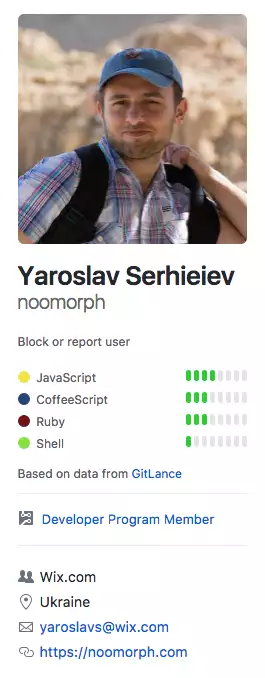 Yaroslav Serhieiev
noomorph
Block or report user
JavaScript
CoffeeScript
Ruby
Shell
Based on data from GitLance
Developer Program Member
Wix.com
Ukraine
yaroslavs@wix.com
https://noomorph.com